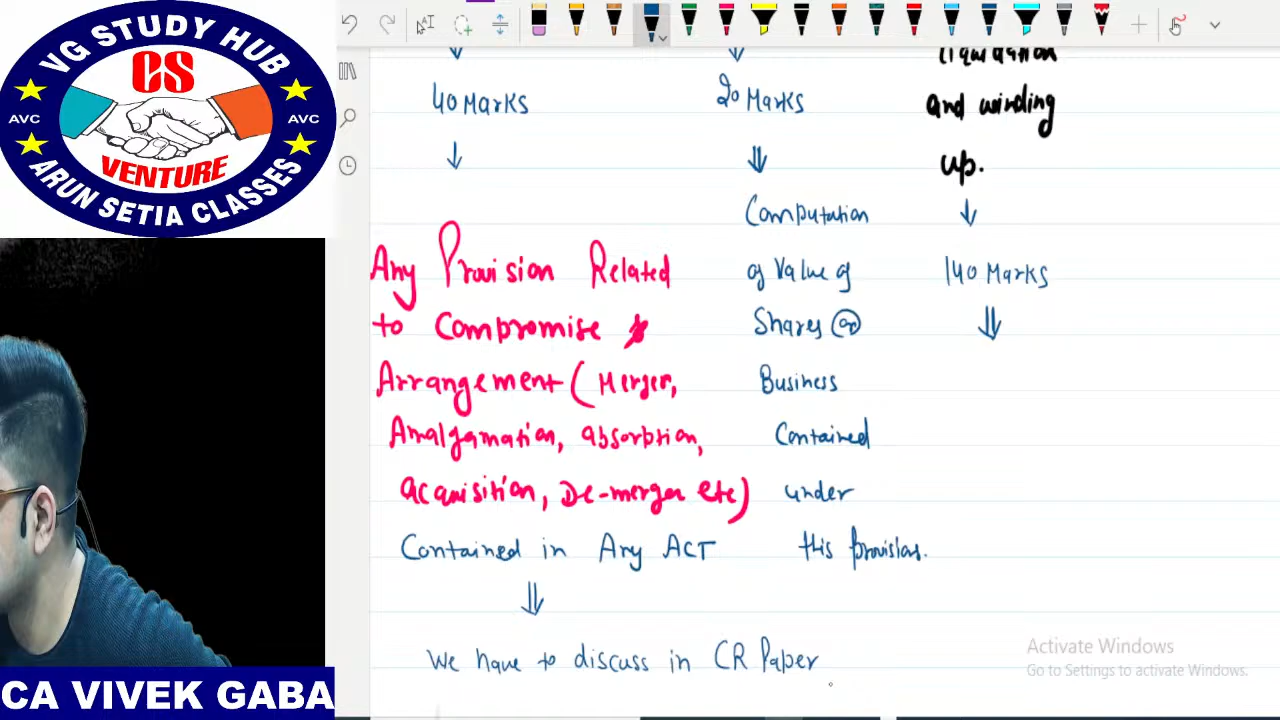 VG STUDY HUB
CS
AVC
AVC
VENTURE
ARUN SETIA CLASSES
CA VIVEK GABA
40 Marks
Any Provision Related
to Compromise &
Arrangement (Merger,
Amalgamation, absorption,
acquisition, De-merger etc)
Contained in Any ACT
We have to discuss in CR Paper
20 Marks
Computation
of Value of
Shares or
Business
Contained
under
this provisions.
liquidation
and winding
up.
140 Marks
Activate Windows
Go to Settings to activate Windows.